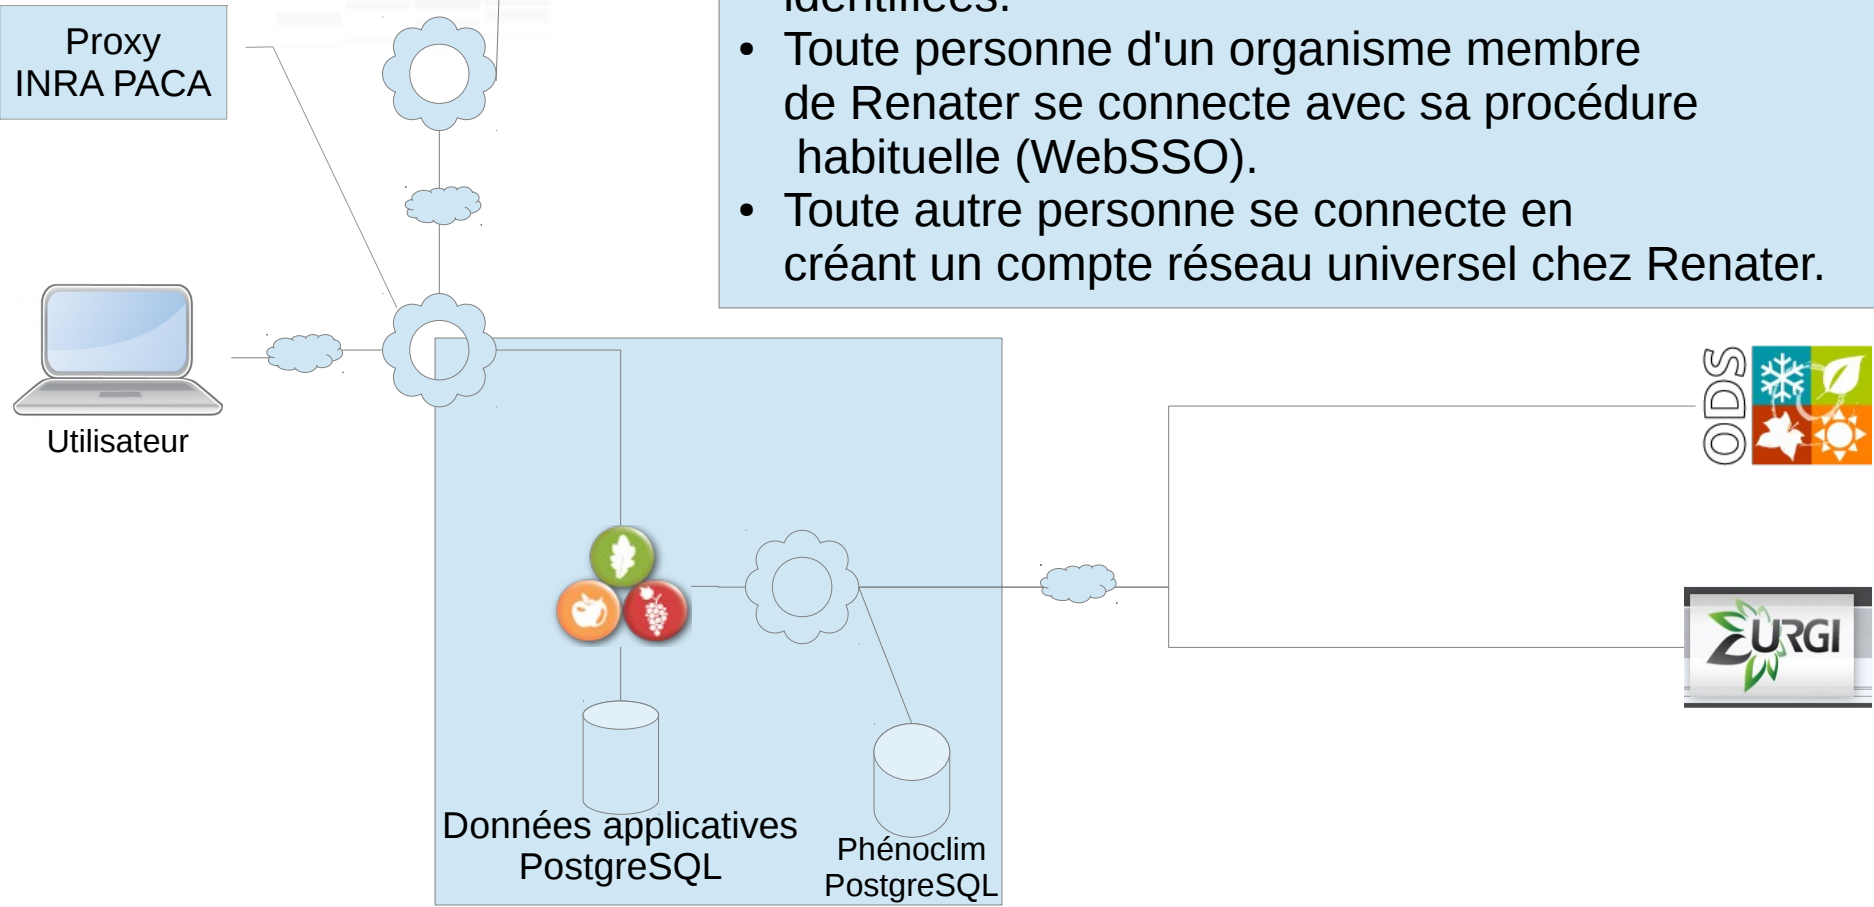 identifiées.
Proxy
INRA PACA
• Toute personne d'un organisme membre
de Renater se connecte avec sa procédure
habituelle (WebSSO).
• Toute autre personne se connecte en
créant un compte réseau universel chez Renater.
Utilisateur
ODS
URGI
Données applicatives
PostgreSQL
Phénoclim
PostgreSQL